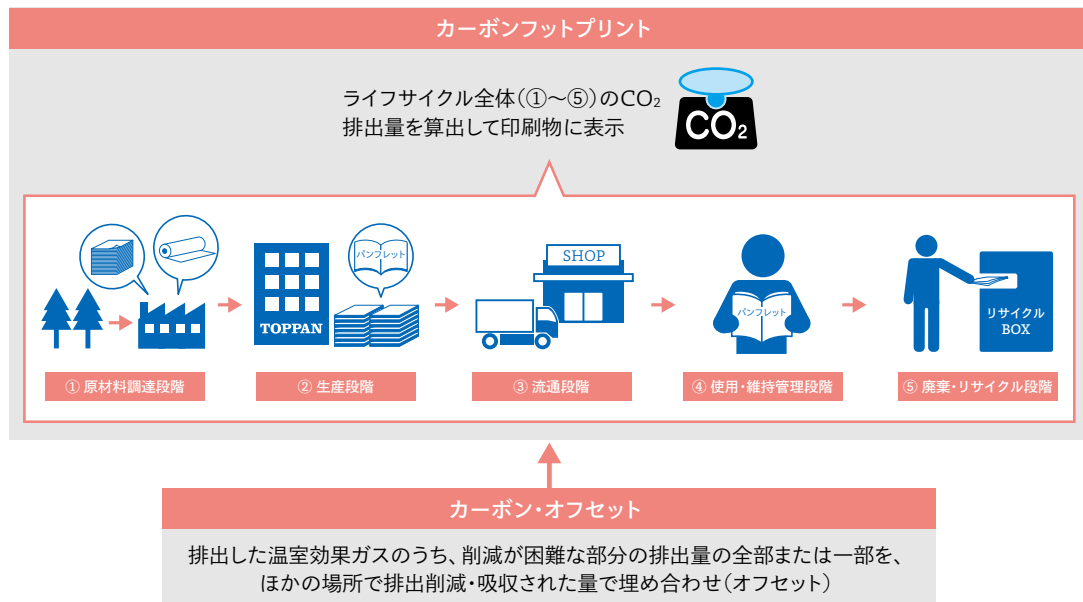 カーボンフットプリント
ライフサイクル全体(①～⑤)のCO₂
排出量を算出して印刷物に表示
CO₂
パンフレット
SHOP
TOPPAN
パンフレット
リサイクル
BOX
① 原材料調達段階
② 生産段階
③ 流通段階
④ 使用・維持管理段階
⑤ 廃棄・リサイクル段階
カーボン・オフセット
排出した温室効果ガスのうち、削減が困難な部分の排出量の全部または一部を、
ほかの場所で排出削減・吸収された量で埋め合わせ(オフセット)